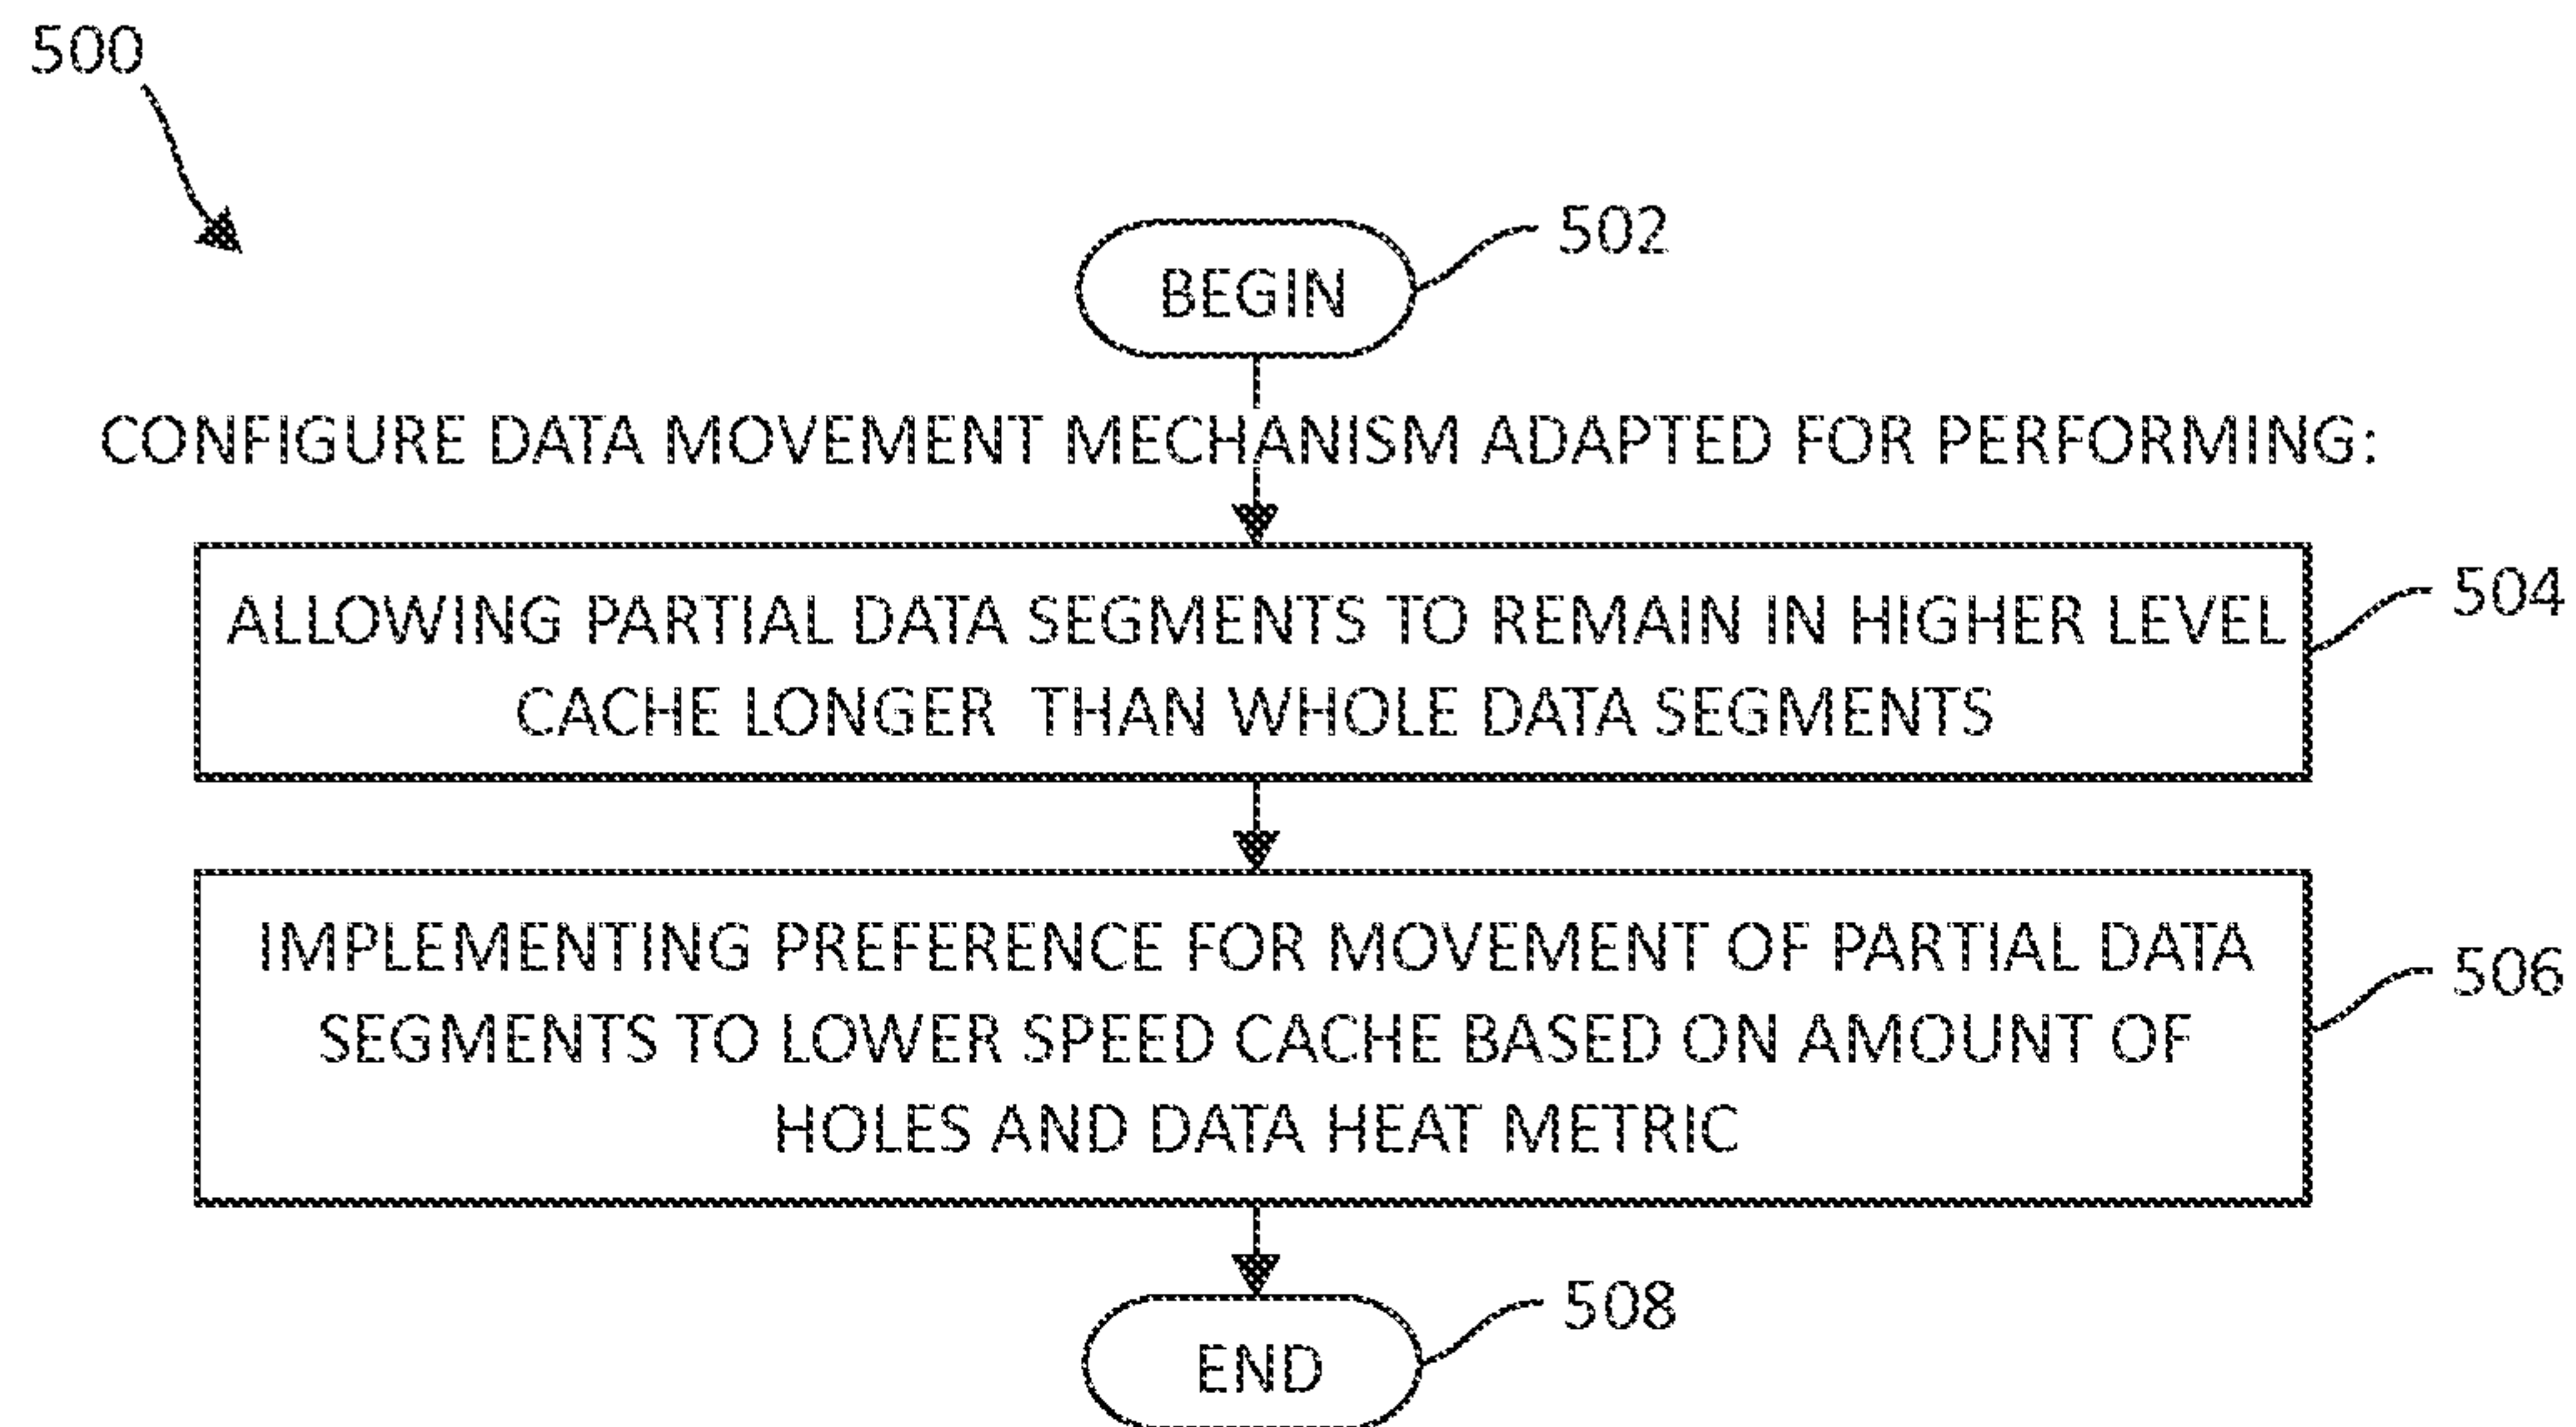 500
BEGIN
502
CONFIGURE DATA MOVEMENT MECHANISM ADAPTED FOR PERFORMING:
ALLOWING PARTIAL DATA SEGMENTS TO REMAIN IN HIGHER LEVEL
CACHE LONGER THAN WHOLE DATA SEGMENTS
504
IMPLEMENTING PREFERENCE FOR MOVEMENT OF PARTIAL DATA
SEGMENTS TO LOWER SPEED CACHE BASED ON AMOUNT OF
HOLES AND DATA HEAT METRIC
506
END
508